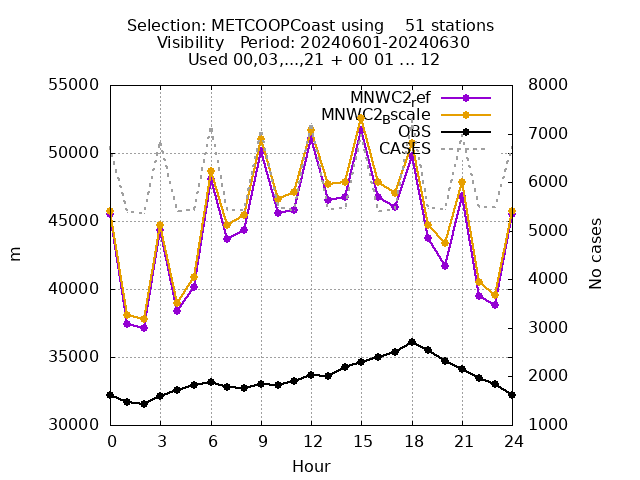 Selection: METCOOPCoast using 51 stations
Visibility Period: 20240601-20240630
Used 00,03,...,21 + 00 01 ... 12
55000
50000
45000
40000
35000
30000
m
8000
7000
6000
5000
4000
3000
2000
1000
No cases
MNWC2ref
MNWC2Bscale
OBS
CASES
0 3 6 9 12 15 18 21 24
Hour